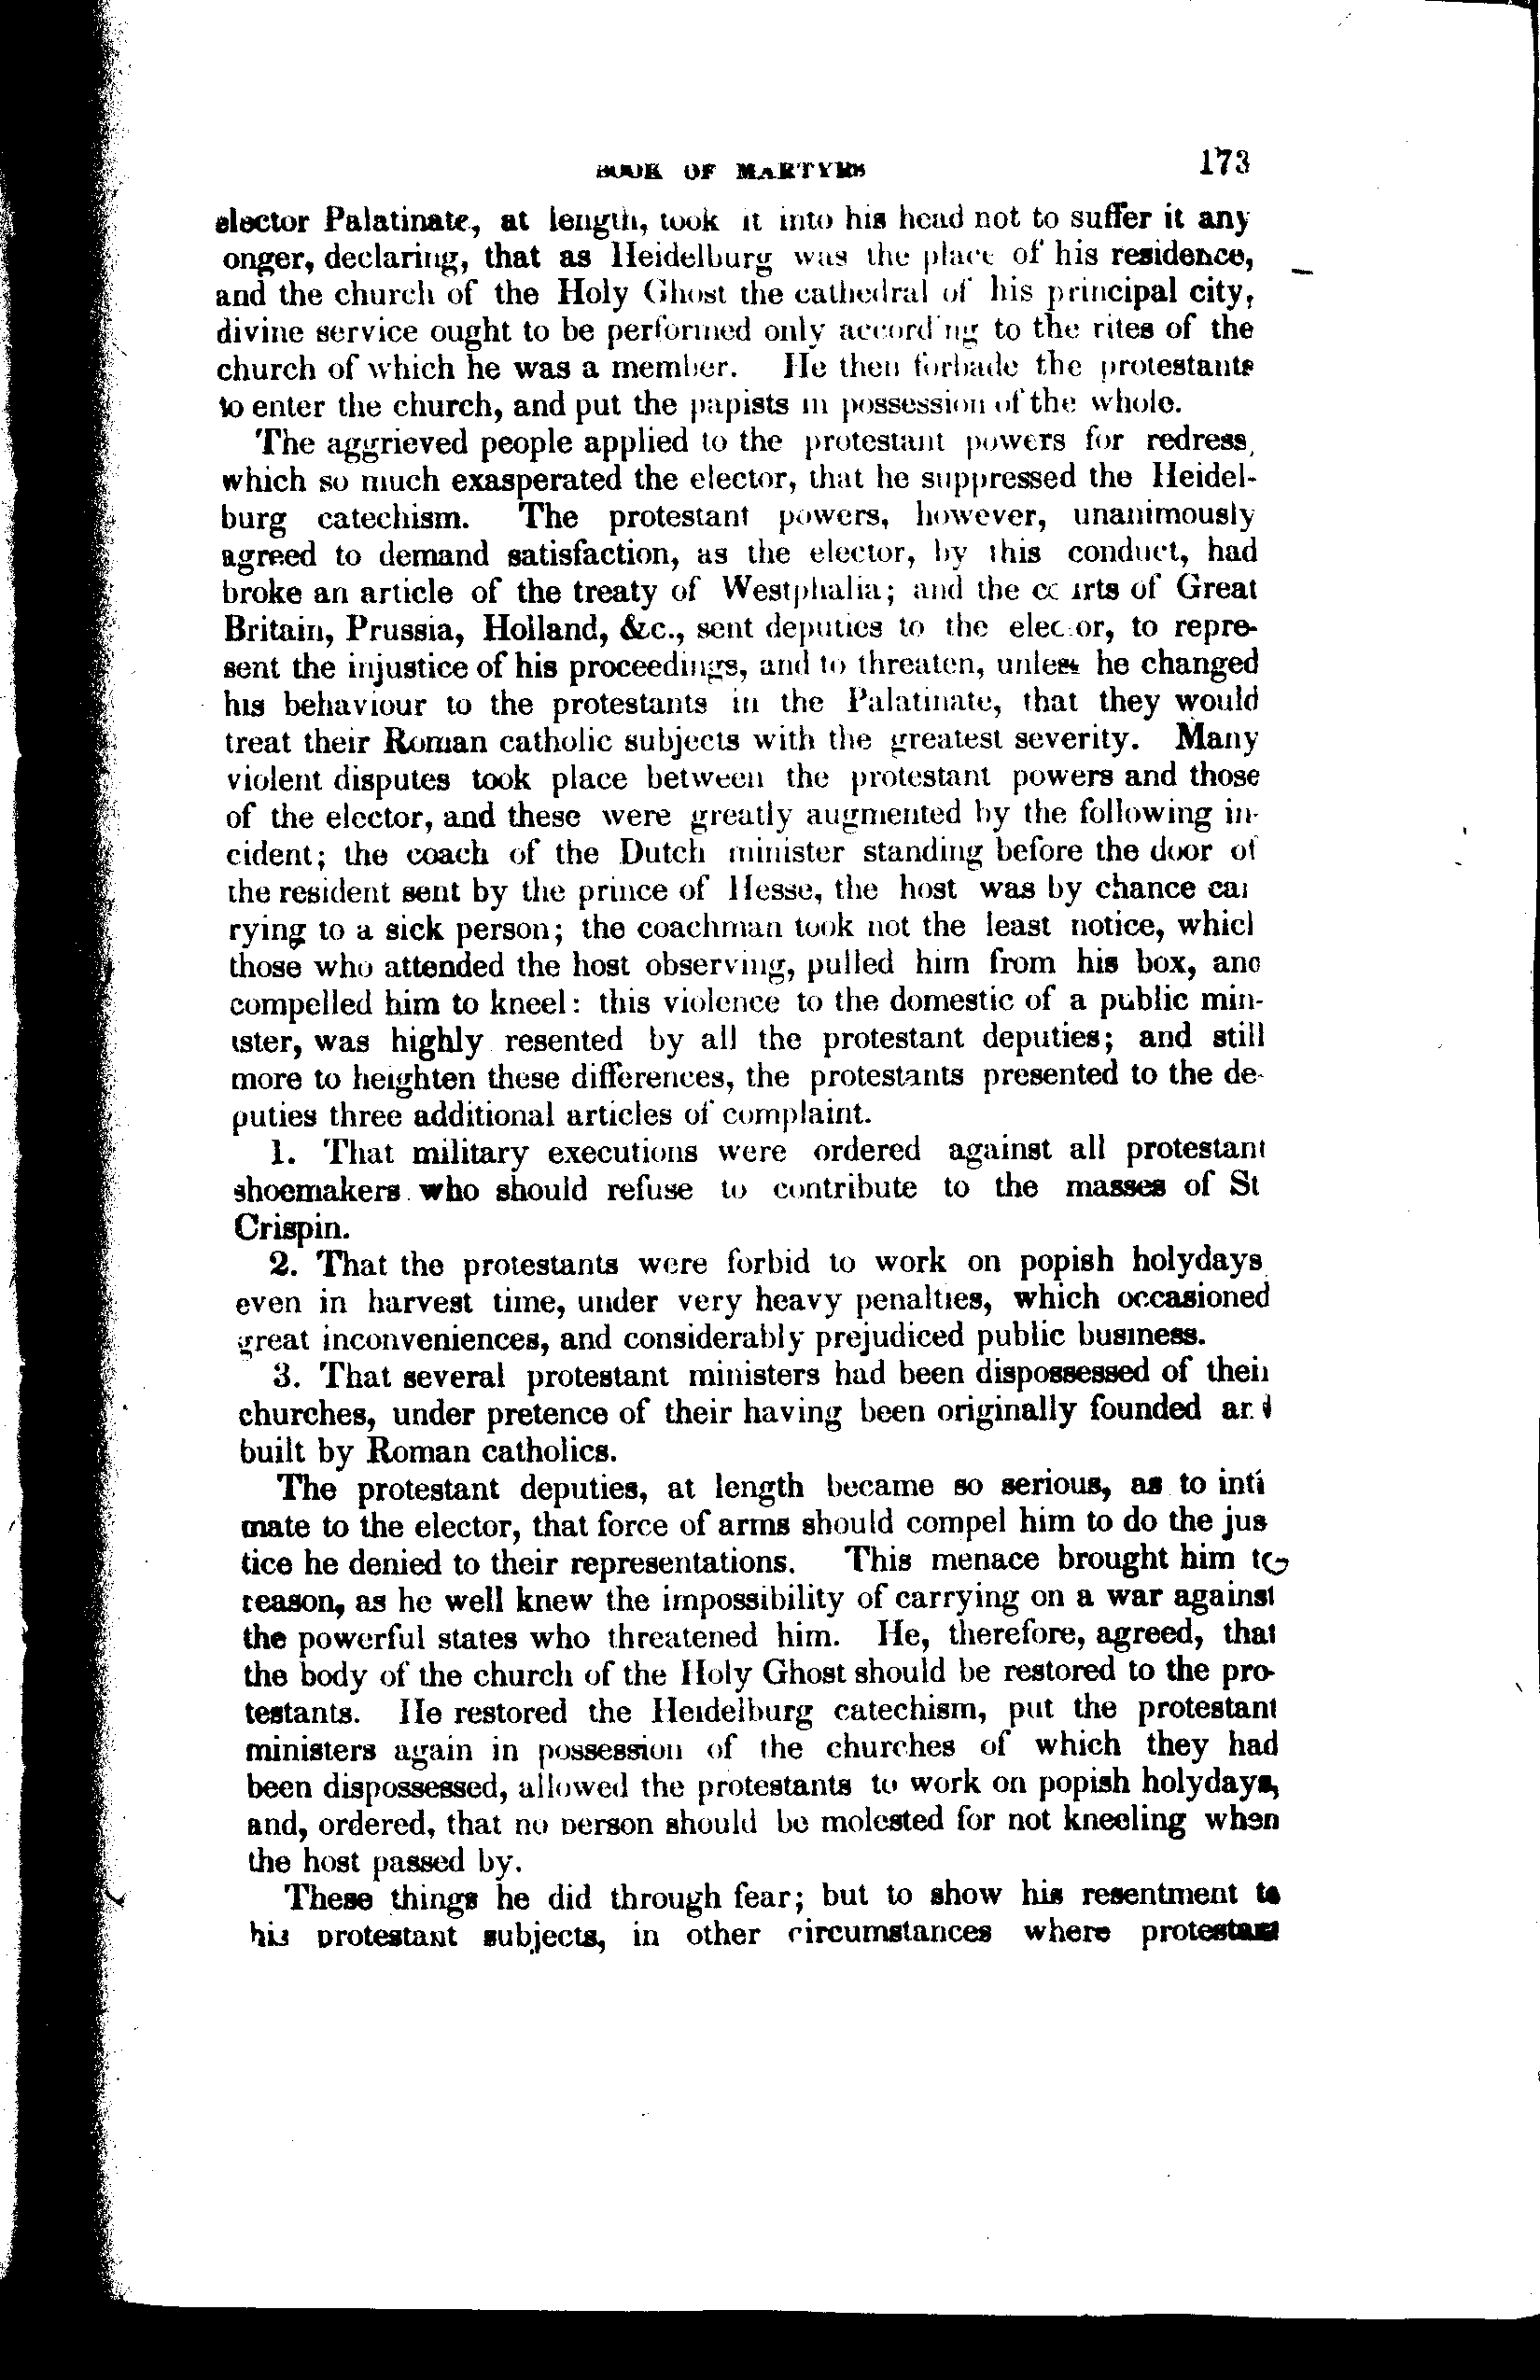 BOOK OF MARTYRS 173
elector Palatinate, at length, took it into his head not to suffer it any
onger, declaring, that as Heidelburg was the place of his residence,
and the church of the Holy Ghost the cathedral of his principal city,
divine service ought to be performed only according to the rites of the
church of which he was a member. He then forbade the protestants
to enter the church, and put the papists in possession of the whole.
The aggrieved people applied to the protestant powers for redress,
which so much exasperated the elector, that he suppressed the Heidel-
burg catechism. The protestant powers, however, unanimously
agreed to demand satisfaction, as the elector, by this conduct, had
broke an article of the treaty of Westphalia; and the courts of Great
Britain, Prussia, Holland, &c., sent deputies to the elector, to repre-
sent the injustice of his proceedings, and to threaten, unless he changed
his behaviour to the protestants in the Palatinate, that they would
treat their Roman catholic subjects with the greatest severity. Many
violent disputes took place between the protestant powers and those
of the elector, and these were greatly augmented by the following in-
cident; the coach of the Dutch minister standing before the door of
the resident sent by the prince of Hesse, the host was by chance car
rying to a sick person; the coachman took not the least notice, which
those who attended the host observing, pulled him from his box, and
compelled him to kneel: this violence to the domestic of a public min-
ister, was highly resented by all the protestant deputies; and still
more to heighten these differences, the protestants presented to the de-
puties three additional articles of complaint.
1. That military executions were ordered against all protestant
shoemakers who should refuse to contribute to the masses of St
Crispin.
2. That the protestants were forbid to work on popish holydays
even in harvest time, under very heavy penalties, which occasioned
great inconveniences, and considerably prejudiced public business.
3. That several protestant ministers had been dispossessed of their
churches, under pretence of their having been originally founded and
built by Roman catholics.
The protestant deputies, at length became so serious, as to inti
mate to the elector, that force of arms should compel him to do the jus
tice he denied to their representations. This menace brought him to
reason, as he well knew the impossibility of carrying on a war against
the powerful states who threatened him. He, therefore, agreed, that
the body of the church of the Holy Ghost should be restored to the pro-
testants. He restored the Heidelburg catechism, put the protestant
ministers again in possession of the churches of which they had
been dispossessed, allowed the protestants to work on popish holydays,
and, ordered, that no person should be molested for not kneeling when
the host passed by.
These things he did through fear; but to show his resentment to
his protestant subjects, in other circumstances where protestant